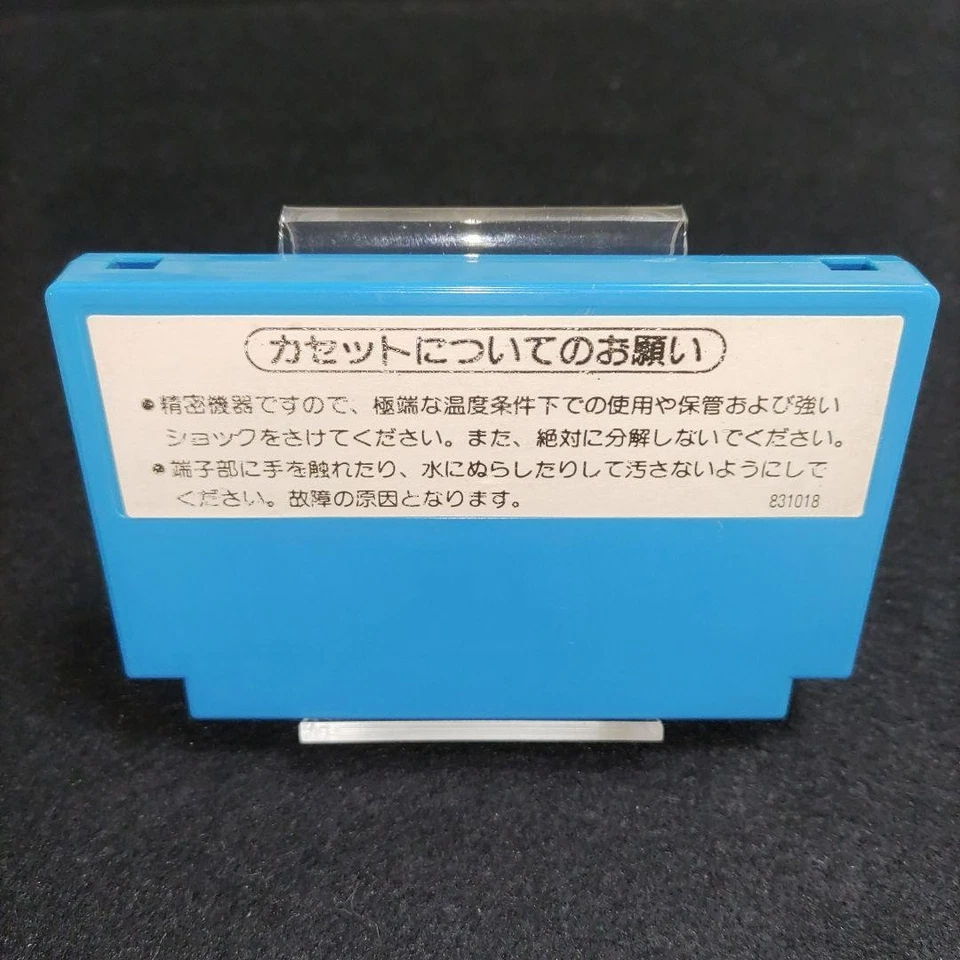 カセットについてのお願い
●精密機器ですので、極端な温度条件下での使用や保管および強い
ショックをさけてください。また、絶対に分解しないでください。
●端子部に手を触れたり、水にぬらしたりして汚さないようにして
ください。故障の原因となります。
831018